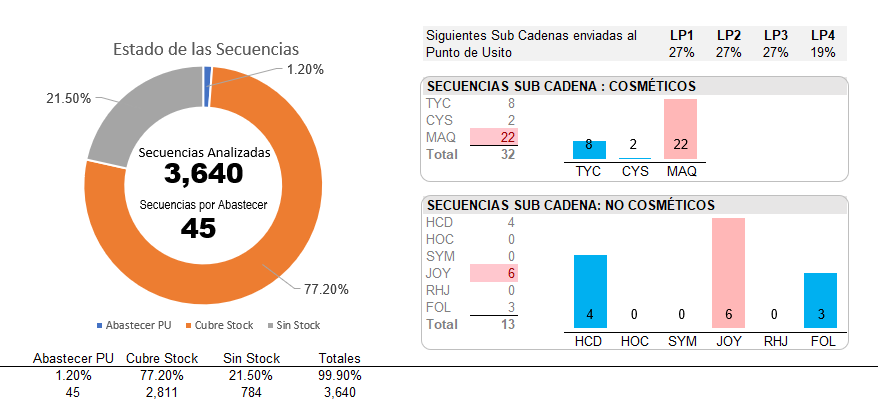 Estado de las Secuencias
1.20%
21.50%
Secuencias Analizadas
3,640
Secuencias por Abastecer
45
77.20%
Abastecer PU Cubre Stock Sin Stock
Abastecer PU Cubre Stock Sin Stock Totales
1.20% 77.20% 21.50% 99.90%
45 2,811 784 3,640
Siguientes Sub Cadenas enviadas al LP1 LP2 LP3 LP4
Punto de Usito 27% 27% 27% 19%
SECUENCIAS SUB CADENA : COSMÉTICOS
TYC 8
CYS 2
MAQ 22
Total 32
8 2 22
TYC CYS MAQ
SECUENCIAS SUB CADENA: NO COSMÉTICOS
HCD 4
HOC 0
SYM 0
JOY 6
RHJ 0
FOL 3
Total 13
4 0 0 6 0 3
HCD HOC SYM JOY RHJ FOL